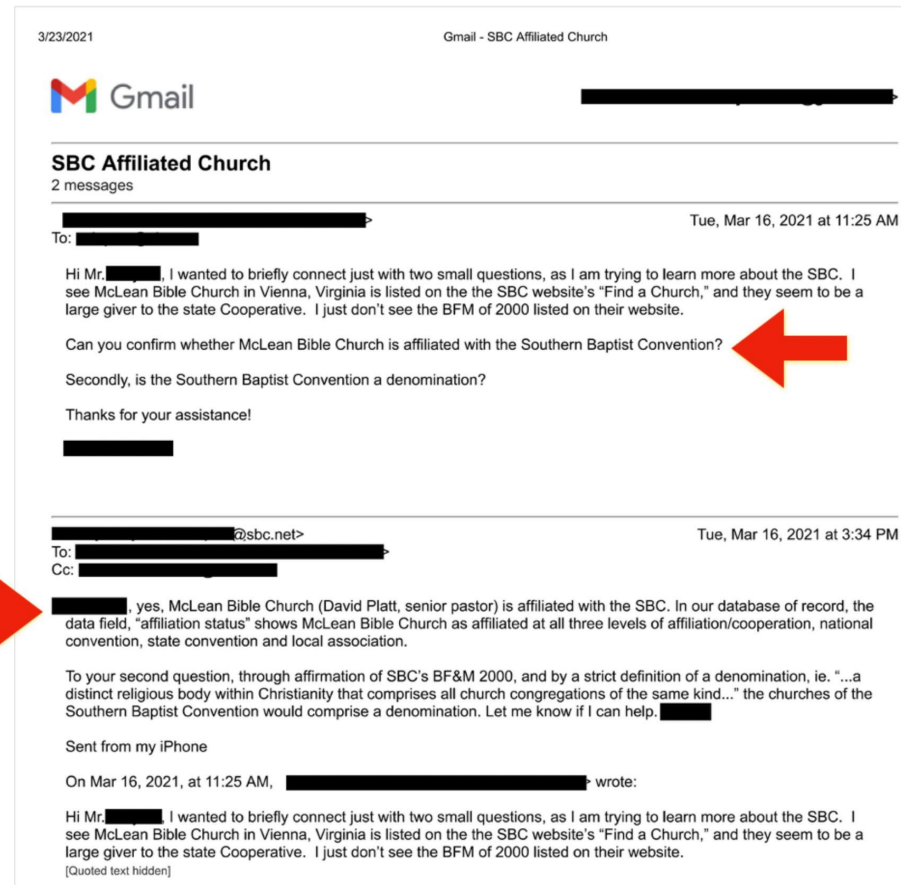 3/23/2021 Gmail - SBC Affiliated Church
Gmail
SBC Affiliated Church
2 messages
> Tue, Mar 16, 2021 at 11:25 AM
To:
Hi Mr. , I wanted to briefly connect just with two small questions, as I am trying to learn more about the SBC. I
see McLean Bible Church in Vienna, Virginia is listed on the the SBC website's “Find a Church,” and they seem to be a
large giver to the state Cooperative. I just don't see the BFM of 2000 listed on their website.
Can you confirm whether McLean Bible Church is affiliated with the Southern Baptist Convention?
Secondly, is the Southern Baptist Convention a denomination?
Thanks for your assistance!
@sbc.net> Tue, Mar 16, 2021 at 3:34 PM
To: >
Cc:
, yes, McLean Bible Church (David Platt, senior pastor) is affiliated with the SBC. In our database of record, the
data field, “affiliation status” shows McLean Bible Church as affiliated at all three levels of affiliation/cooperation, national
convention, state convention and local association.
To your second question, through affirmation of SBC's BF&M 2000, and by a strict definition of a denomination, ie. “...a
distinct religious body within Christianity that comprises all church congregations of the same kind...” the churches of the
Southern Baptist Convention would comprise a denomination. Let me know if I can help.
Sent from my iPhone
On Mar 16, 2021, at 11:25 AM, > wrote:
Hi Mr. , I wanted to briefly connect just with two small questions, as I am trying to learn more about the SBC. I
see McLean Bible Church in Vienna, Virginia is listed on the the SBC website's “Find a Church,” and they seem to be a
large giver to the state Cooperative. I just don't see the BFM of 2000 listed on their website.
[Quoted text hidden]